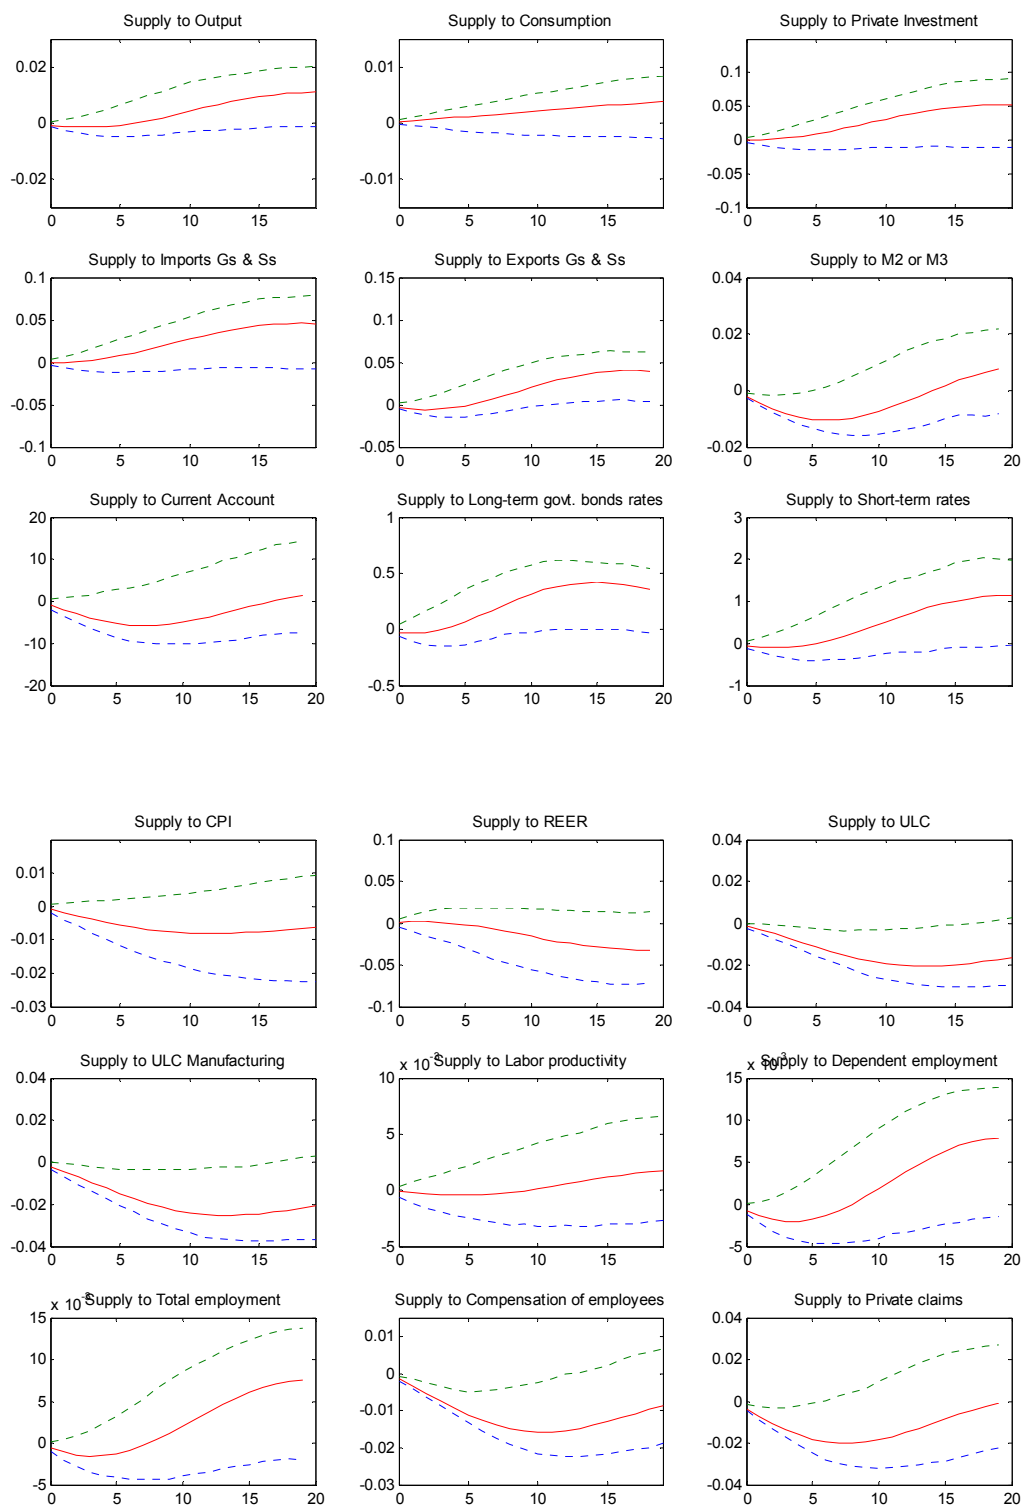 Supply to Output
0.02
0
-0.02
0 5 10 15
Supply to Consumption
0.01
0
-0.01
0 5 10 15
Supply to Private Investment
0.1
0.05
0
-0.05
-0.1
0 5 10 15
Supply to Imports Gs & Ss
0.1
0.05
0
-0.05
-0.1
0 5 10 15
Supply to Exports Gs & Ss
0.15
0.1
0.05
0
-0.05
0 5 10 15
Supply to M2 or M3
0.04
0.02
0
-0.02
0 5 10 15 20
Supply to Current Account
20
10
0
-10
-20
0 5 10 15 20
Supply to Long-term govt. bonds rates
1
0.5
0
-0.5
0 5 10 15 20
Supply to Short-term rates
3
2
1
0
-1
0 5 10 15 20
Supply to CPI
0.01
0
-0.01
-0.02
-0.03
0 5 10 15
Supply to REER
0.1
0.05
0
-0.05
-0.1
0 5 10 15 20
Supply to ULC
0.04
0.02
0
-0.02
-0.04
0 5 10 15
Supply to ULC Manufacturing
0.04
0.02
0
-0.02
-0.04
0 5 10 15
x 10^-3
Supply to Labor productivity
10
5
0
-5
0 5 10 15
x 10^-3
Supply to Dependent employment
15
10
5
0
-5
0 5 10 15 20
x 10^-3
Supply to Total employment
15
10
5
0
-5
0 5 10 15 20
Supply to Compensation of employees
0.01
0
-0.01
-0.02
-0.03
0 5 10 15
Supply to Private claims
0.04
0.02
0
-0.02
-0.04
0 5 10 15 20